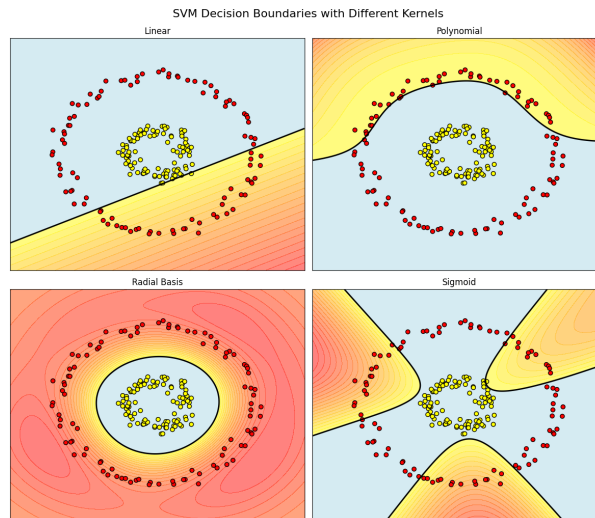 SVM Decision Boundaries with Different Kernels
Linear
Polynomial
Radial Basis
Sigmoid